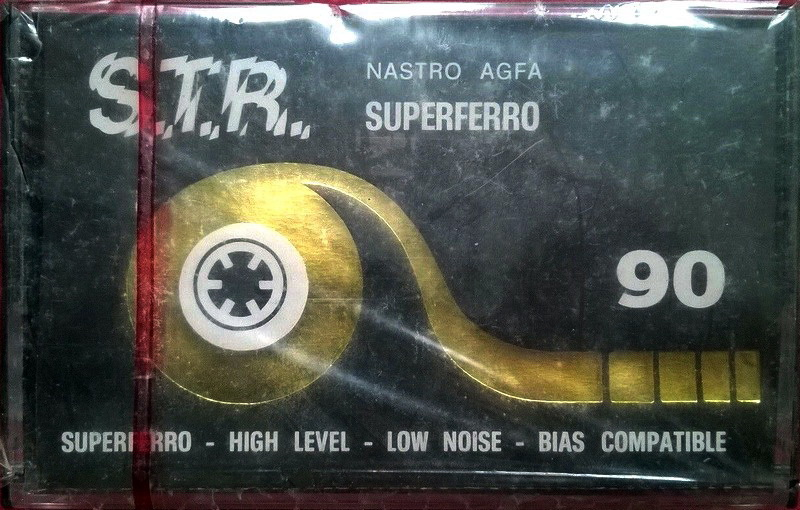 S.T.R.
NASTRO AGFA
SUPERFERRO
90
SUPERFERRO - HIGH LEVEL - LOW NOISE - BIAS COMPATIBLE